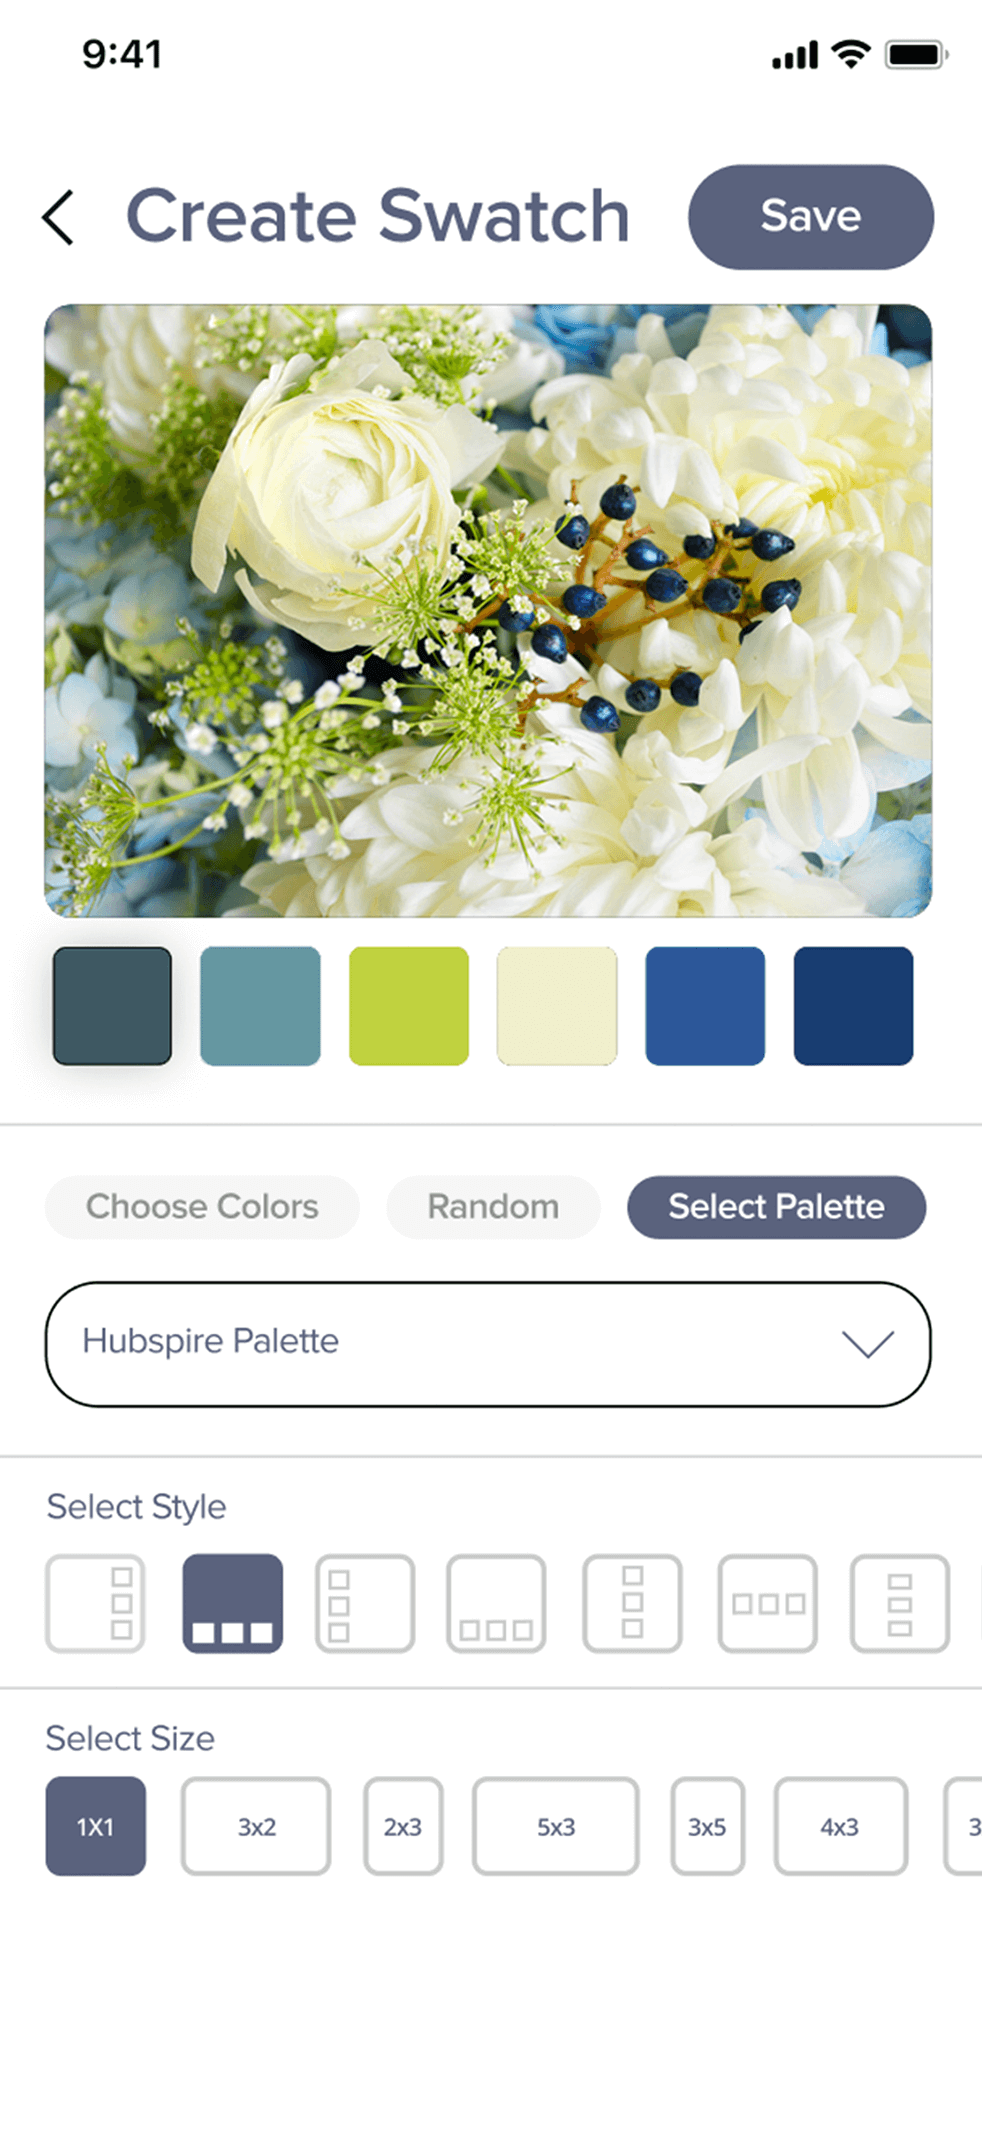 9:41
Create Swatch
Save
Choose Colors
Random
Select Palette
Hubspire Palette
Select Style
Select Size
1X1
3x2
2x3
5x3
3x5
4x3
3